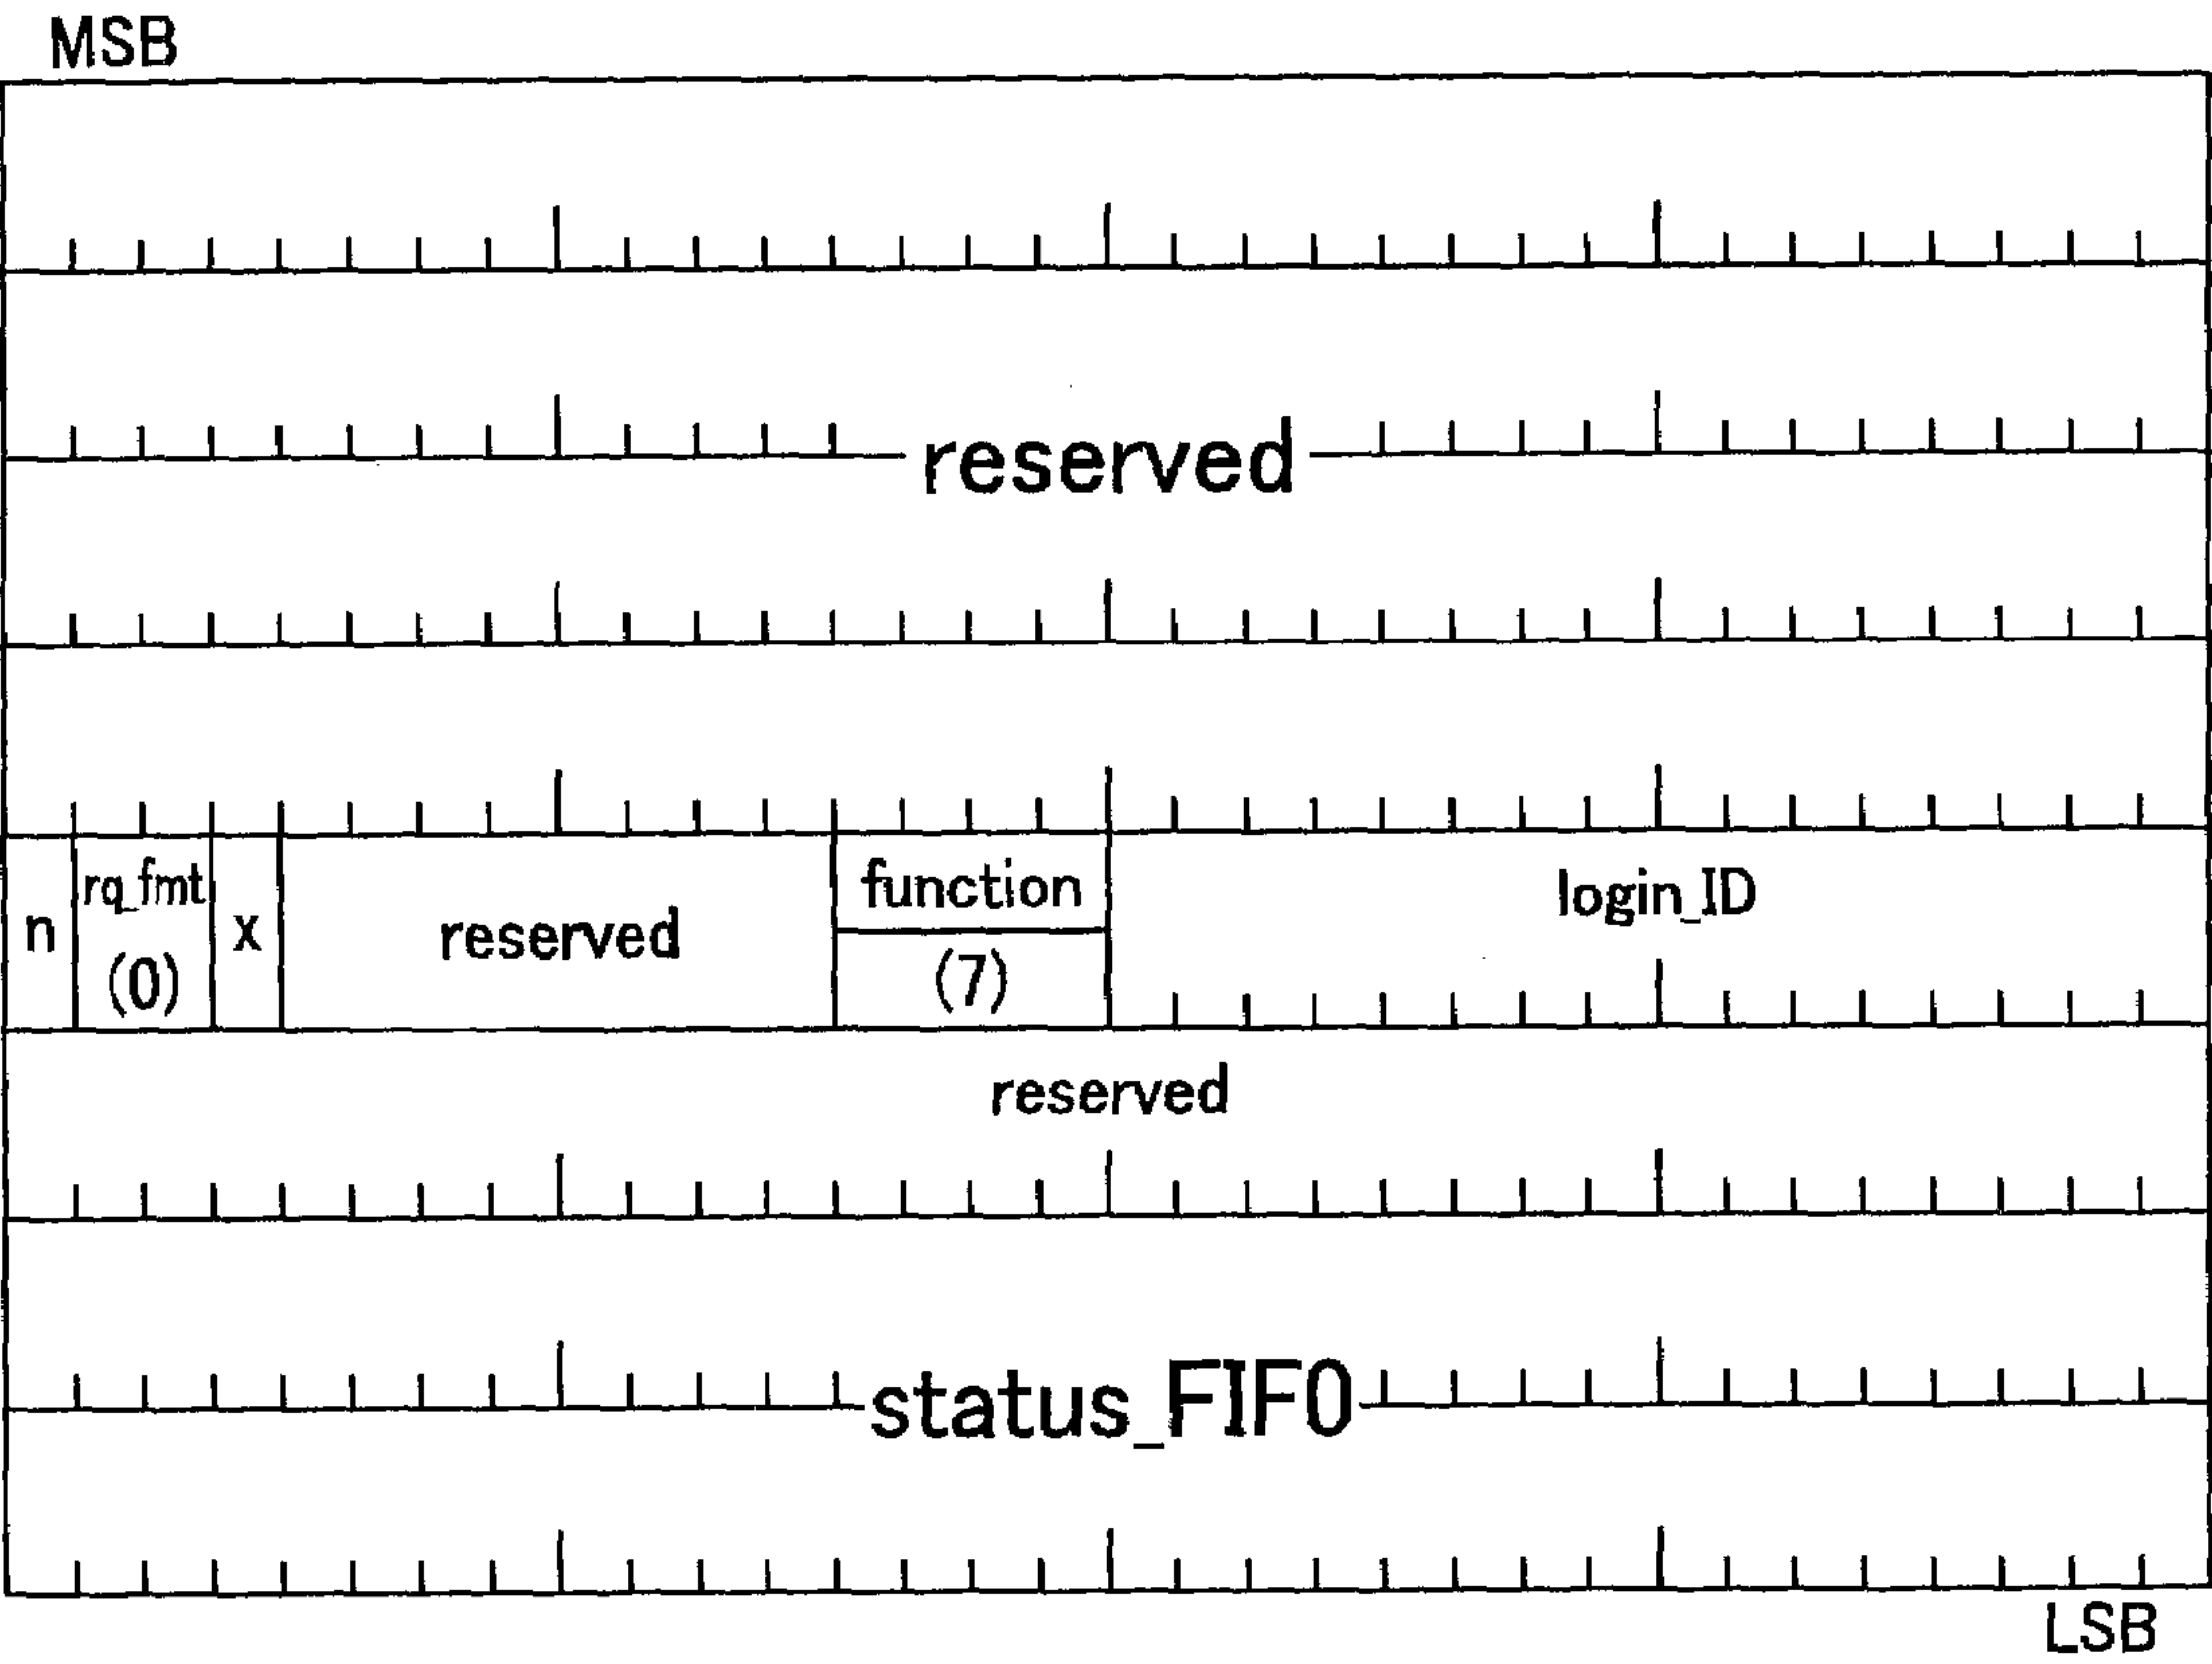 MSB
reserved
n
rq_fmt
(0)
x
reserved
function
(7)
login_ID
reserved
status_FIFO
LSB